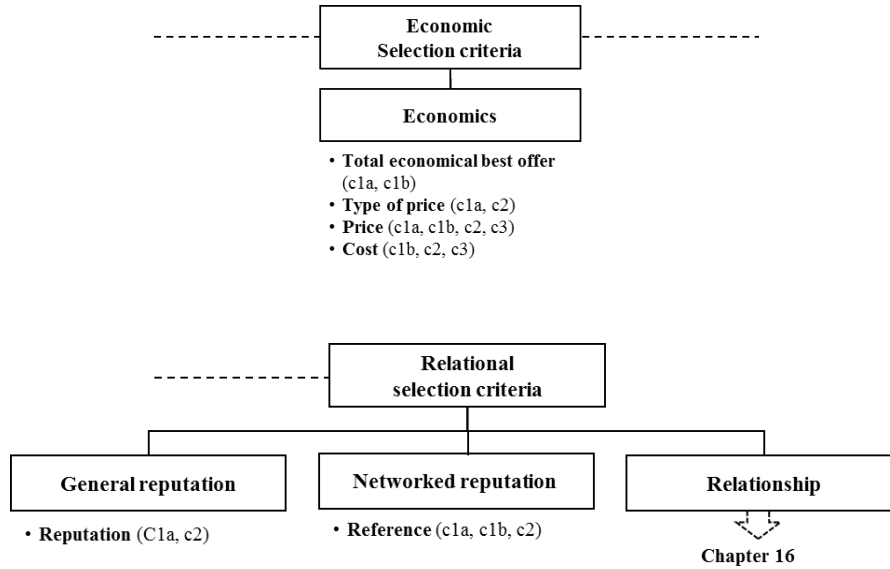 Economic
Selection criteria
Economics
• Total economical best offer
(c1a, c1b)
• Type of price (c1a, c2)
• Price (c1a, c1b, c2, c3)
• Cost (c1b, c2, c3)
Relational
selection criteria
General reputation
Networked reputation
Relationship
• Reputation (C1a, c2)
• Reference (c1a, c1b, c2)
Chapter 16